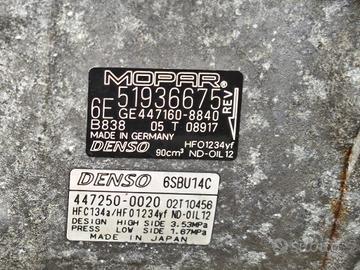 MOPAR
6E 51936675 REV
GE447160-8840
B838 05 T 08917
MADE IN GERMANY
HFO1234yf
DENSO 90cm³ ND-OIL12
DENSO 6SBU14C
447250-0020 02T10456
HFC134a/HFO1234yf ND-OIL12
DESIGN HIGH SIDE 3.53MPa
PRESS LOW SIDE 1.67MPa
MADE IN JAPAN